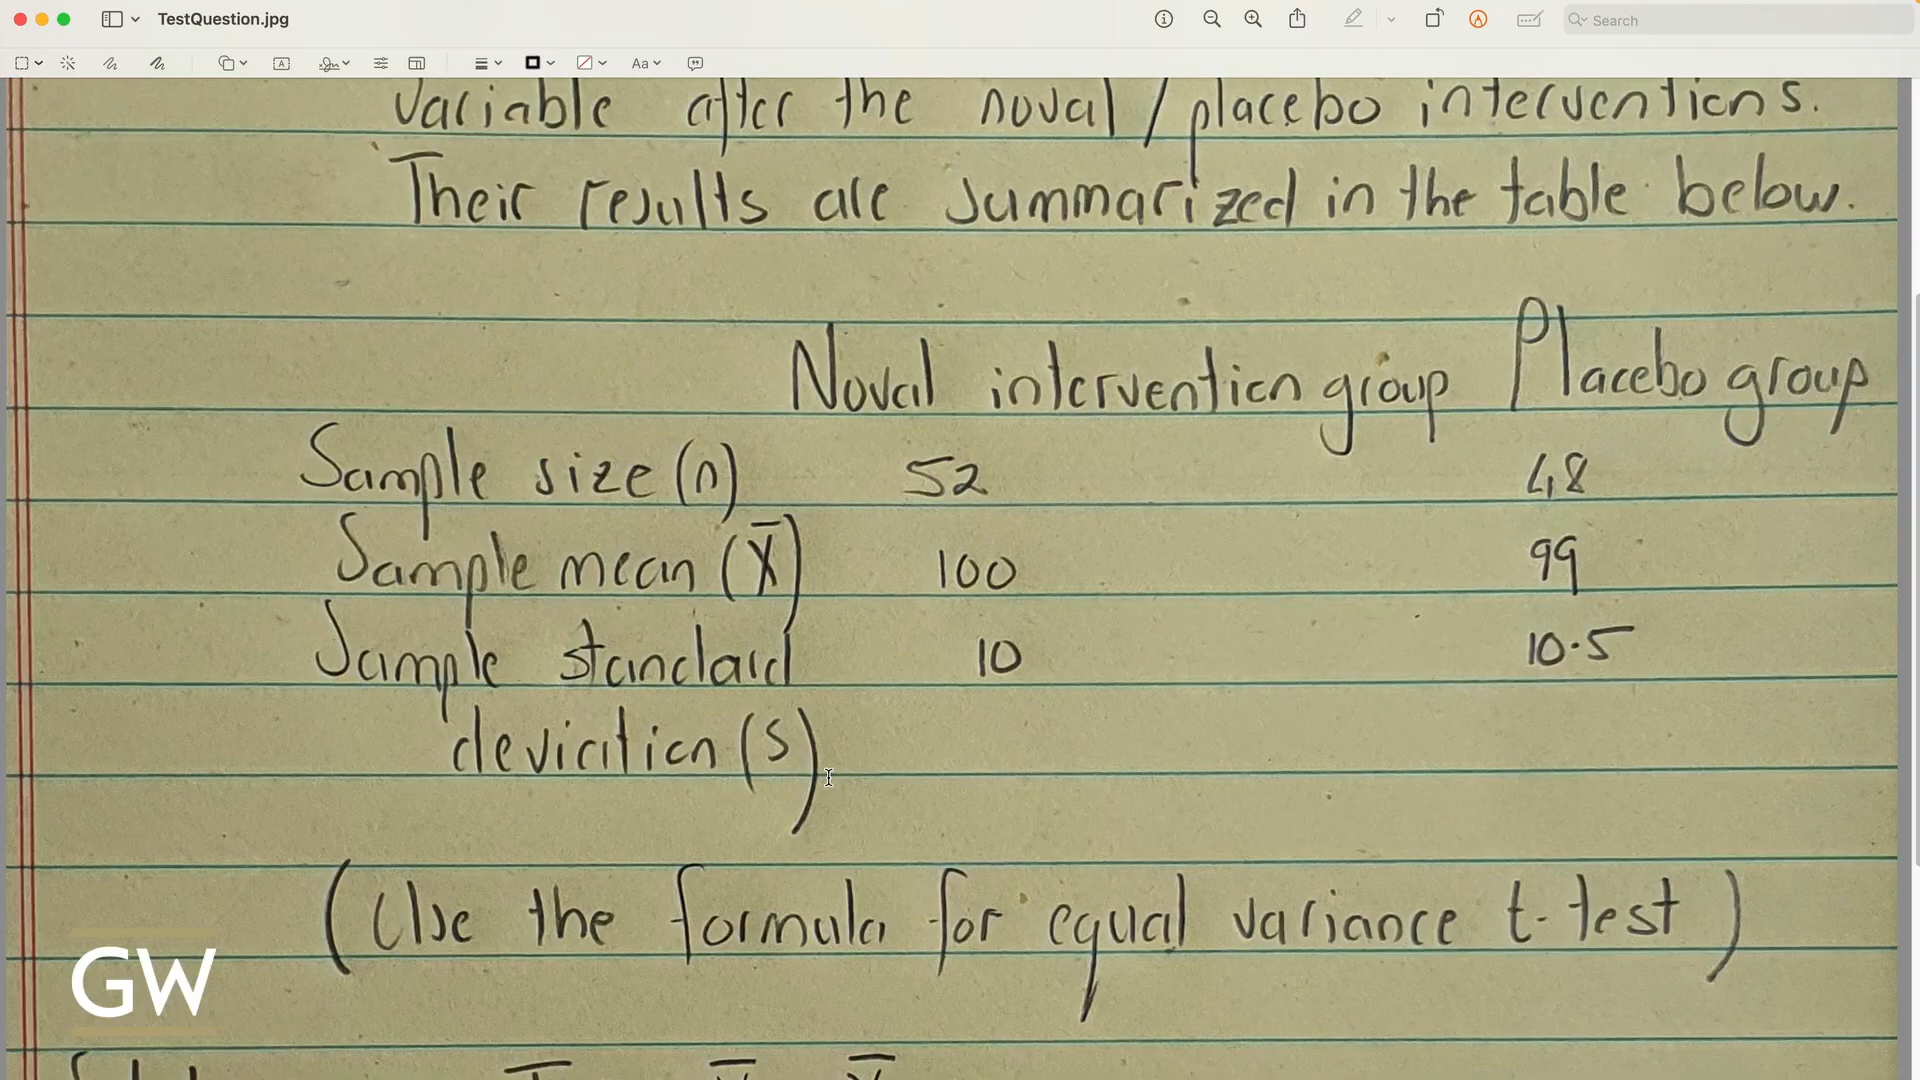 TestQuestion.jpg
Search
Aa
variable after the noval / placebo interventions.
Their results are summarized in the table below.
Noval intervention group Placebo group
Sample size (n) 52 48
Sample mean (X̄) 100 99
Sample standard 10 10.5
deviation (s)
(Use the formula for equal variance t-test)
GW